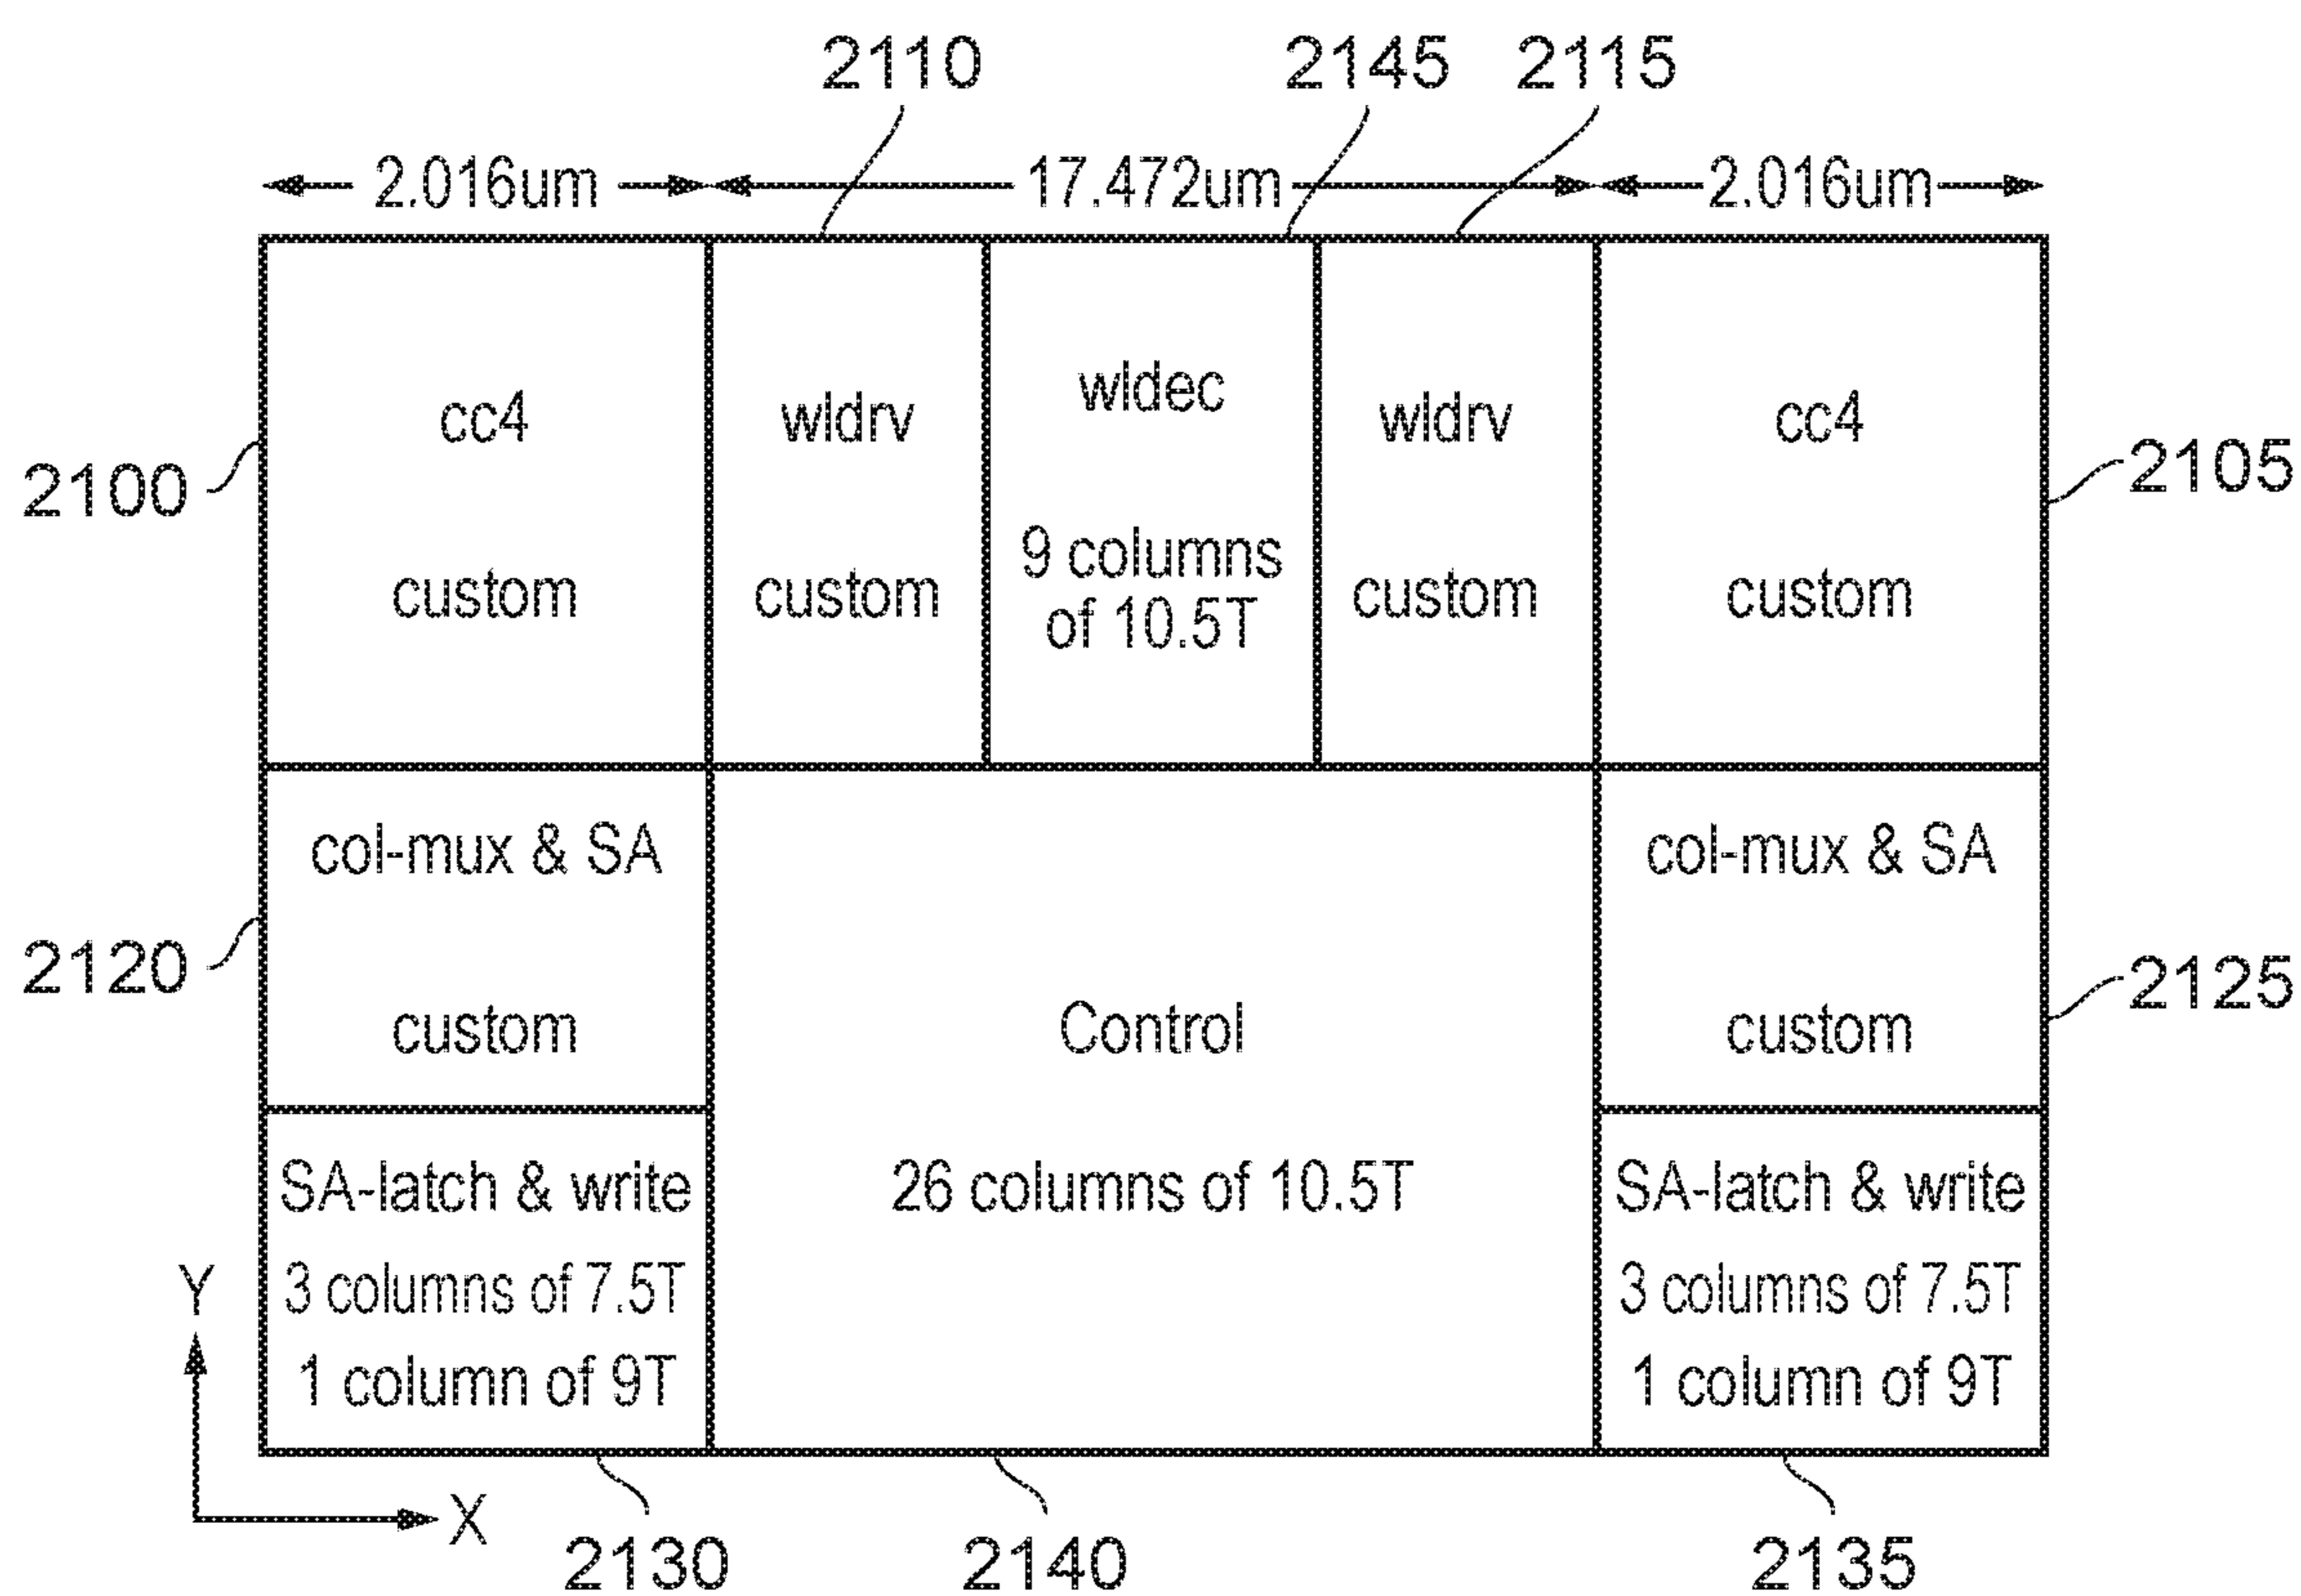 2110
2145
2115
2.016um
17.472um
2.016um
cc4
custom
wldrv
custom
wldec
9 columns
of 10.5T
wldrv
custom
cc4
custom
2100
2105
col-mux & SA
custom
2120
Control
26 columns of 10.5T
col-mux & SA
custom
2125
SA-latch & write
3 columns of 7.5T
1 column of 9T
SA-latch & write
3 columns of 7.5T
1 column of 9T
Y
X
2130
2140
2135